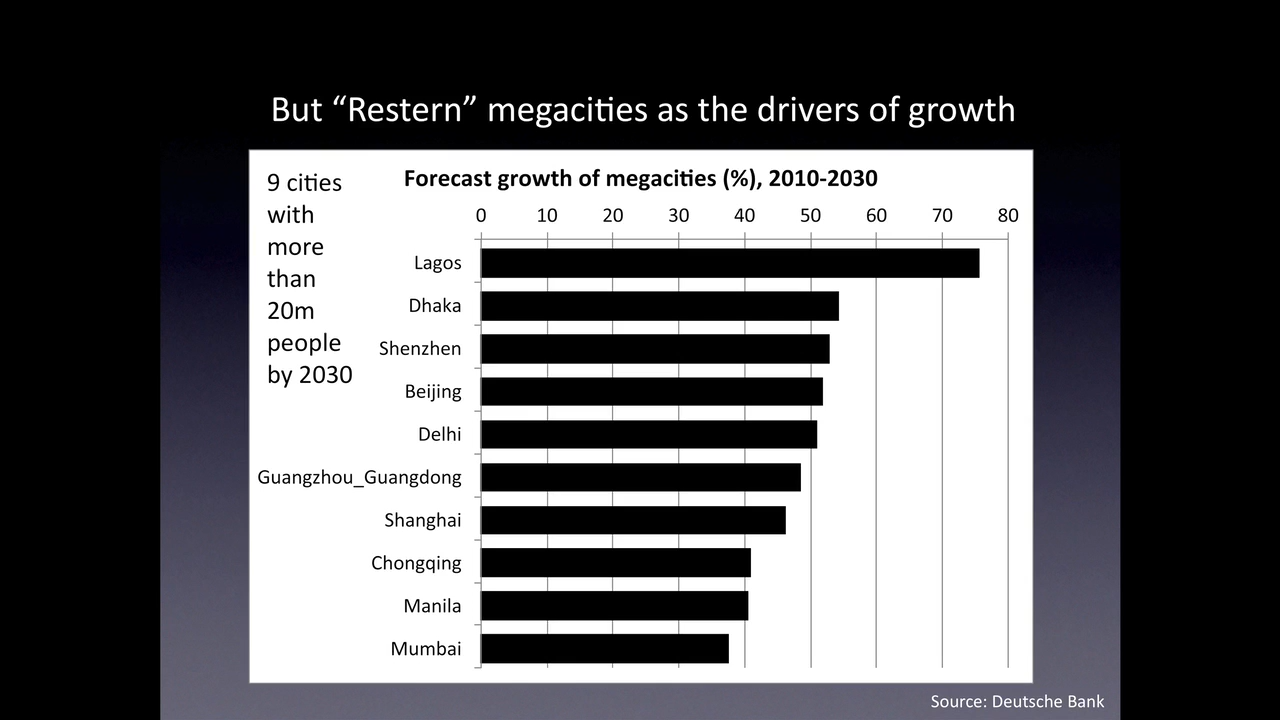 But “Restern” megacities as the drivers of growth
9 cities
with
more
than
20m
people
by 2030
Forecast growth of megacities (%), 2010-2030
0 10 20 30 40 50 60 70 80
Lagos
Dhaka
Shenzhen
Beijing
Delhi
Guangzhou_Guangdong
Shanghai
Chongqing
Manila
Mumbai
Source: Deutsche Bank